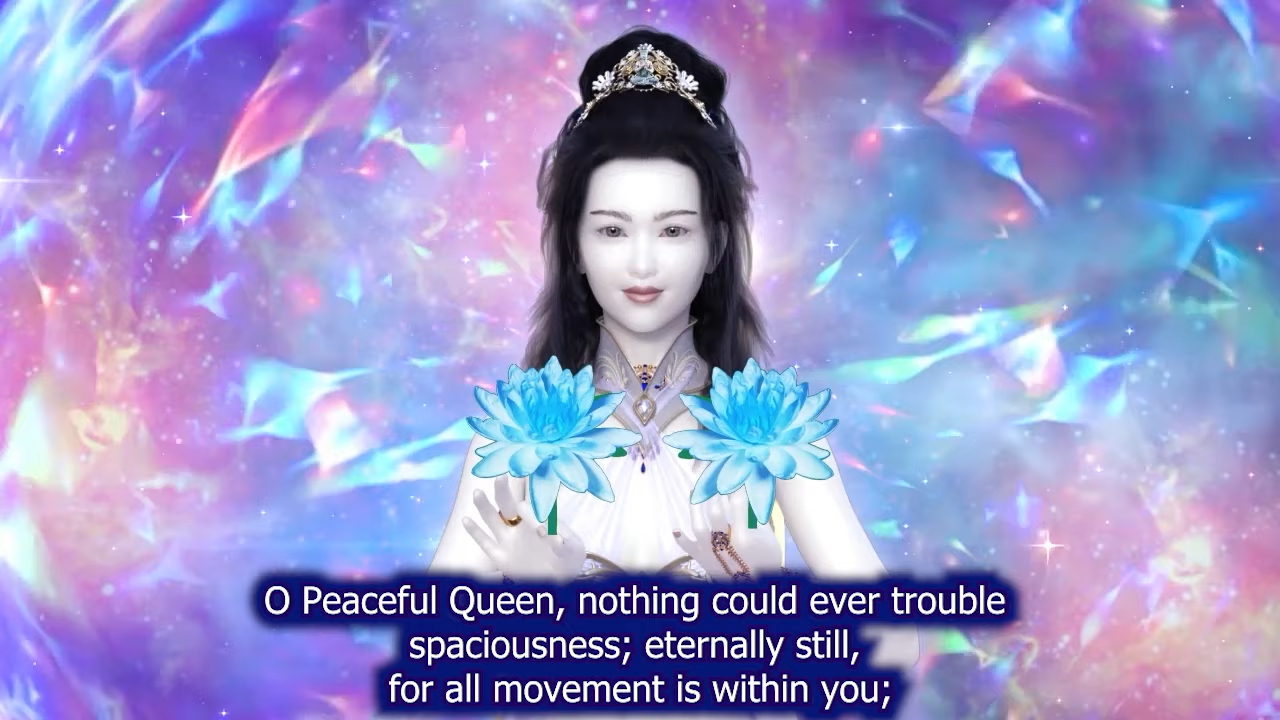 O Peaceful Queen, nothing could ever trouble
spaciousness; eternally still,
for all movement is within you;